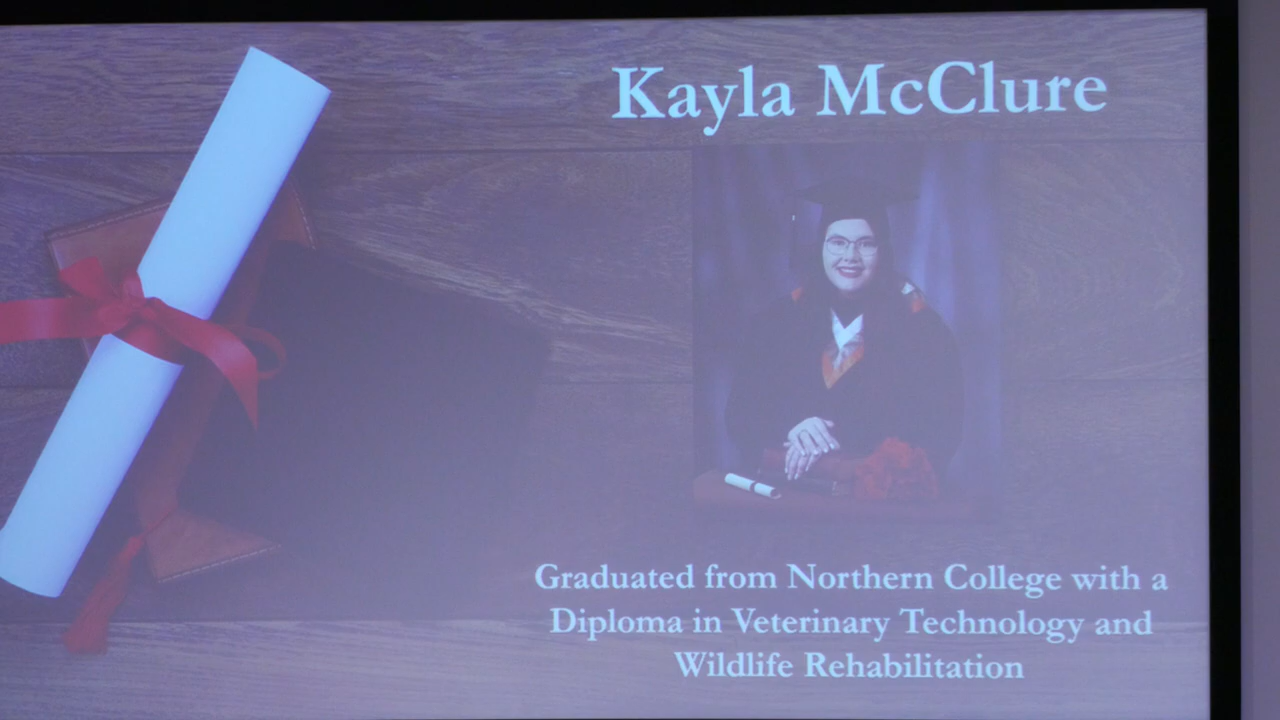 Kayla McClure
Graduated from Northern College with a
Diploma in Veterinary Technology and
Wildlife Rehabilitation